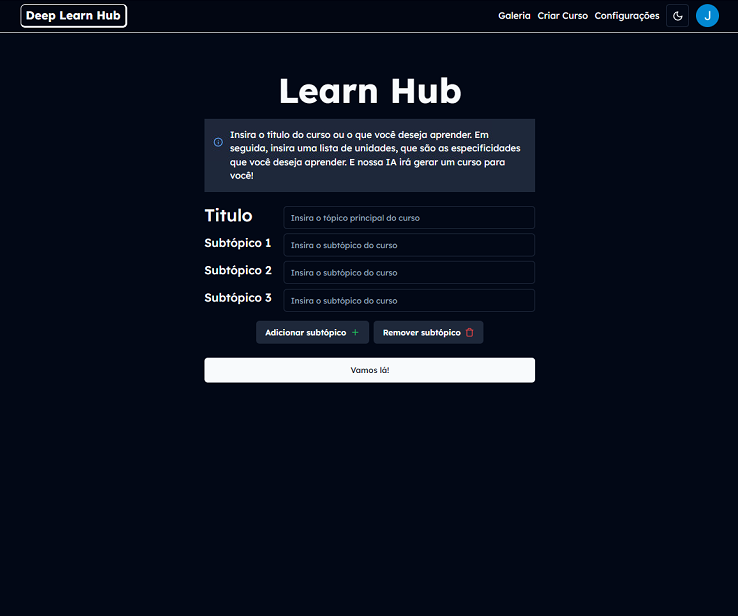 Deep Learn Hub
Galeria Criar Curso Configurações J
Learn Hub
Insira o titulo do curso ou o que você deseja aprender. Em
seguida, insira uma lista de unidades, que são as especificidades
que você deseja aprender. E nossa IA irá gerar um curso para
você!
Titulo
Insira o tópico principal do curso
Subtópico 1
Insira o subtópico do curso
Subtópico 2
Insira o subtópico do curso
Subtópico 3
Insira o subtópico do curso
Adicionar subtópico
Remover subtópico
Vamos lá!